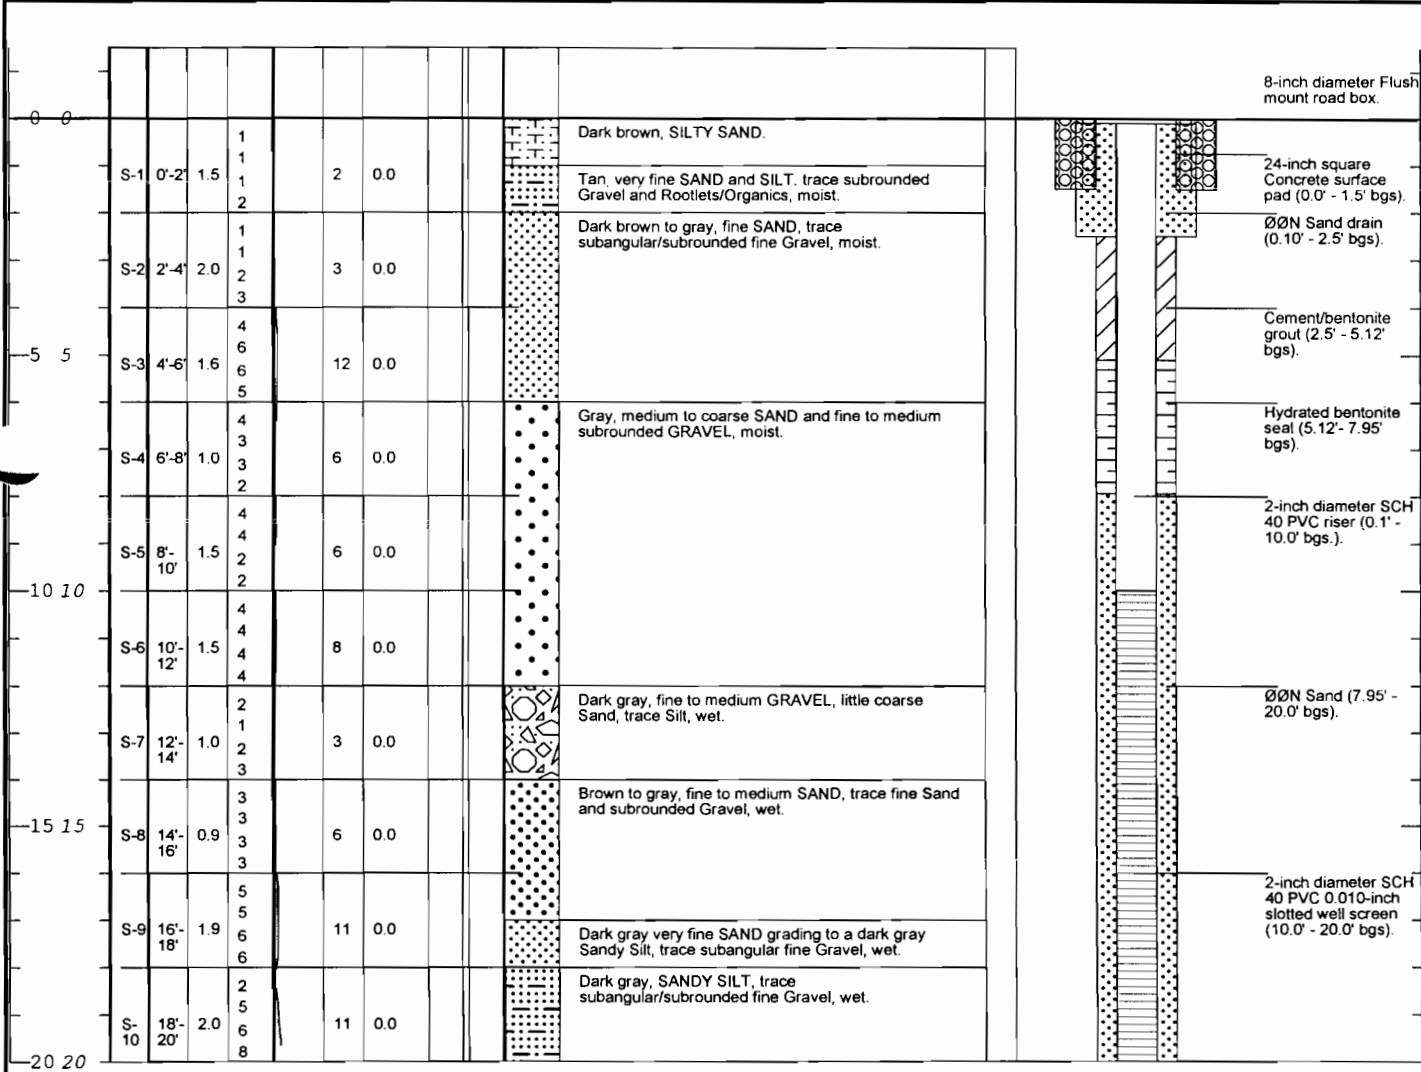 8-inch diameter Flush
mount road box.
0 0
S-1 0'-2' 1.5 1 1 1 2 2 0.0
Dark brown, SILTY SAND.
Tan, very fine SAND and SILT. trace subrounded
Gravel and Rootlets/Organics, moist.
24-inch square
Concrete surface
pad (0.0' - 1.5' bgs).
S-2 2'-4' 2.0 1 1 2 3 3 0.0
Dark brown to gray, fine SAND, trace
subangular/subrounded fine Gravel, moist.
ØØN Sand drain
(0.10' - 2.5' bgs).
Cement/bentonite
grout (2.5' - 5.12'
bgs).
5 5
S-3 4'-6' 1.6 4 6 6 5 12 0.0
S-4 6'-8' 1.0 4 3 3 2 6 0.0
Gray, medium to coarse SAND and fine to medium
subrounded GRAVEL, moist.
Hydrated bentonite
seal (5.12'- 7.95'
bgs).
S-5 8'-
10' 1.5 4 4 2 2 6 0.0
2-inch diameter SCH
40 PVC riser (0.1' -
10.0' bgs.).
10 10
S-6 10'-
12' 1.5 4 4 4 4 8 0.0
S-7 12'-
14' 1.0 2 1 2 3 3 0.0
Dark gray, fine to medium GRAVEL, little coarse
Sand, trace Silt, wet.
ØØN Sand (7.95' -
20.0' bgs).
15 15
S-8 14'-
16' 0.9 3 3 3 3 6 0.0
Brown to gray, fine to medium SAND, trace fine Sand
and subrounded Gravel, wet.
S-9 16'-
18' 1.9 5 5 6 6 11 0.0
2-inch diameter SCH
40 PVC 0.010-inch
slotted well screen
(10.0' - 20.0' bgs).
Dark gray very fine SAND grading to a dark gray
Sandy Silt, trace subangular fine Gravel, wet.
S-
10 18'-
20' 2.0 2 5 6 8 11 0.0
Dark gray, SANDY SILT, trace
subangular/subrounded fine Gravel, wet.
20 20